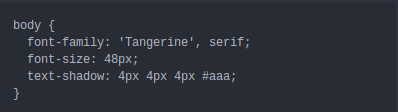 body {
  font-family: 'Tangerine', serif;
  font-size: 48px;
  text-shadow: 4px 4px 4px #aaa;
}